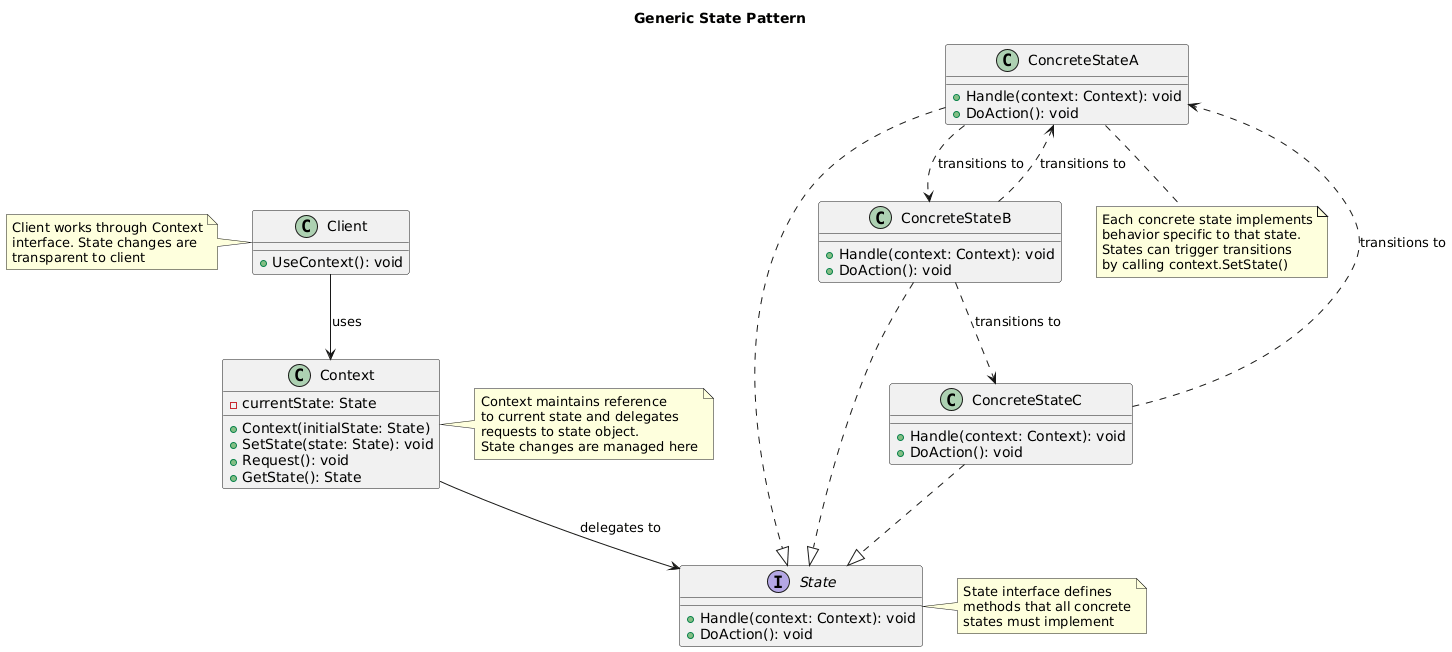 Generic State Pattern
C ConcreteStateA
Handle(context: Context): void
DoAction(): void
transitions to
transitions to
C Client
UseContext(): void
Client works through Context
interface. State changes are
transparent to client
C ConcreteStateB
Handle(context: Context): void
DoAction(): void
Each concrete state implements
behavior specific to that state.
States can trigger transitions
by calling context.SetState()
transitions to
uses
transitions to
C Context
currentState: State
Context(initialState: State)
SetState(state: State): void
Request(): void
GetState(): State
Context maintains reference
to current state and delegates
requests to state object.
State changes are managed here
C ConcreteStateC
Handle(context: Context): void
DoAction(): void
delegates to
I State
Handle(context: Context): void
DoAction(): void
State interface defines
methods that all concrete
states must implement